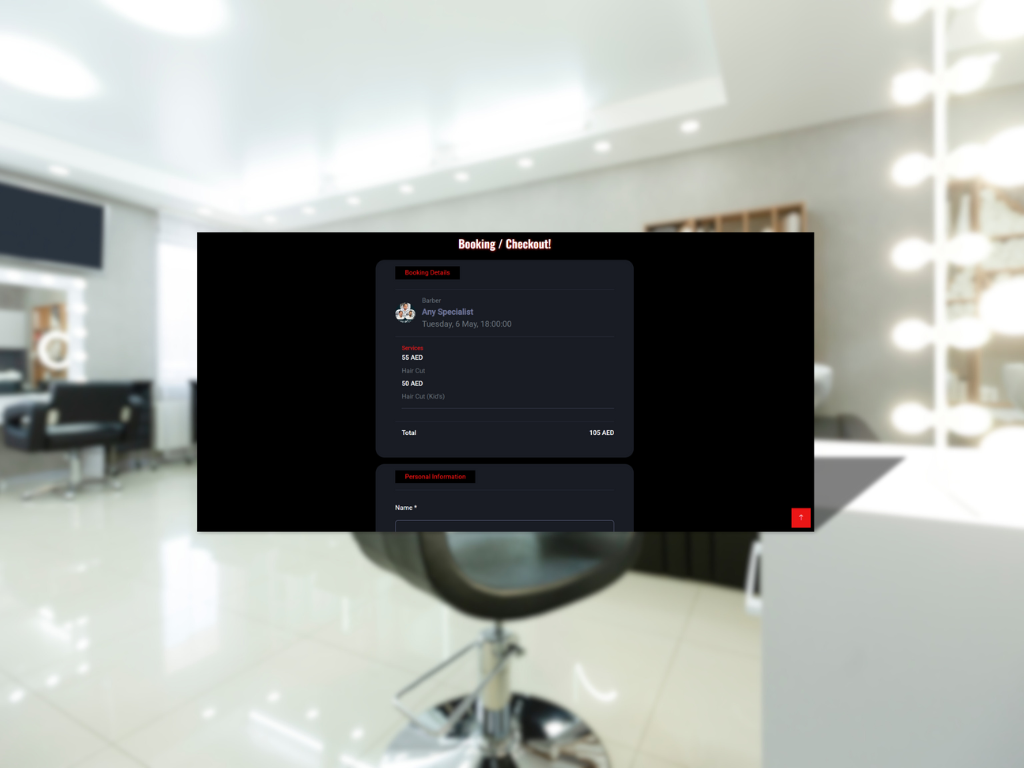 Booking / Checkout!
Booking Details
Barber
Any Specialist
Tuesday, 6 May, 18:00:00
Services
55 AED
Hair Cut
50 AED
Hair Cut (Kid's)
Total 105 AED
Personal Information
Name *